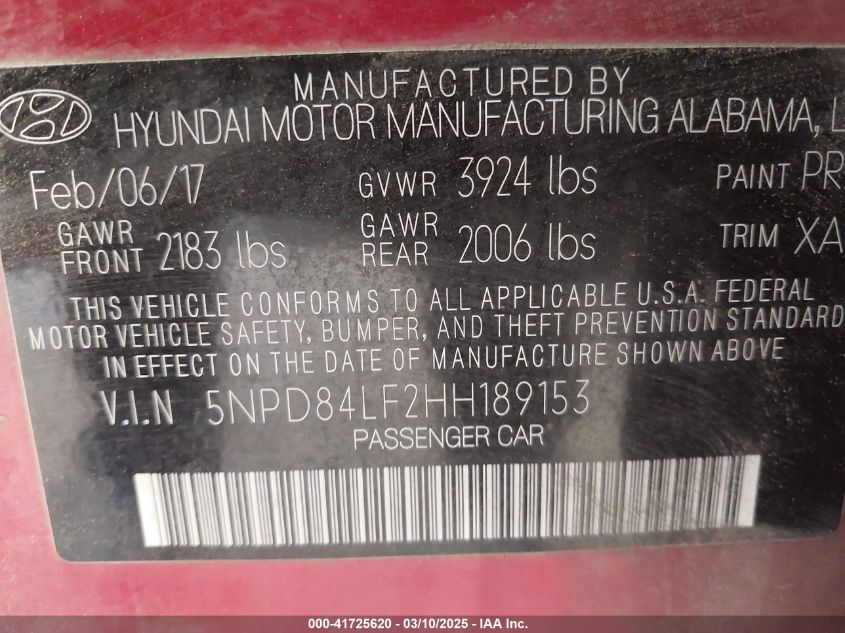 MANUFACTURED BY
HYUNDAI MOTOR MANUFACTURING ALABAMA, L
Feb/06/17 GVWR 3924 lbs PAINT PR
GAWR FRONT 2183 lbs GAWR REAR 2006 lbs TRIM XA
THIS VEHICLE CONFORMS TO ALL APPLICABLE U.S.A. FEDERAL
MOTOR VEHICLE SAFETY, BUMPER, AND THEFT PREVENTION STANDARD
IN EFFECT ON THE DATE OF MANUFACTURE SHOWN ABOVE
V.I.N 5NPD84LF2HH189153
PASSENGER CAR
000-41725620 - 03/10/2025 - IAA Inc.